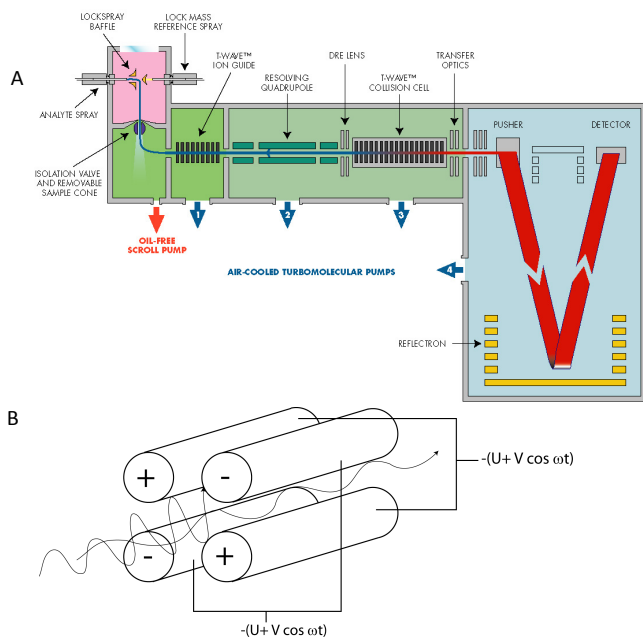 A
LOCKSPRAY
BAFFLE
LOCK MASS
REFERENCE SPRAY
T-WAVE™
ION GUIDE
RESOLVING
QUADRUPOLE
DRE LENS
T-WAVE™
COLLISION CELL
TRANSFER
OPTICS
ANALYTE SPRAY
PUSHER
DETECTOR
ISOLATION VALVE
AND REMOVABLE
SAMPLE CONE
1
2
3
OIL-FREE
SCROLL PUMP
AIR-COOLED TURBOMOLECULAR PUMPS
4
REFLECTRON
B
+
-
-(U+ V cos ωt)
-
+
-(U+ V cos ωt)